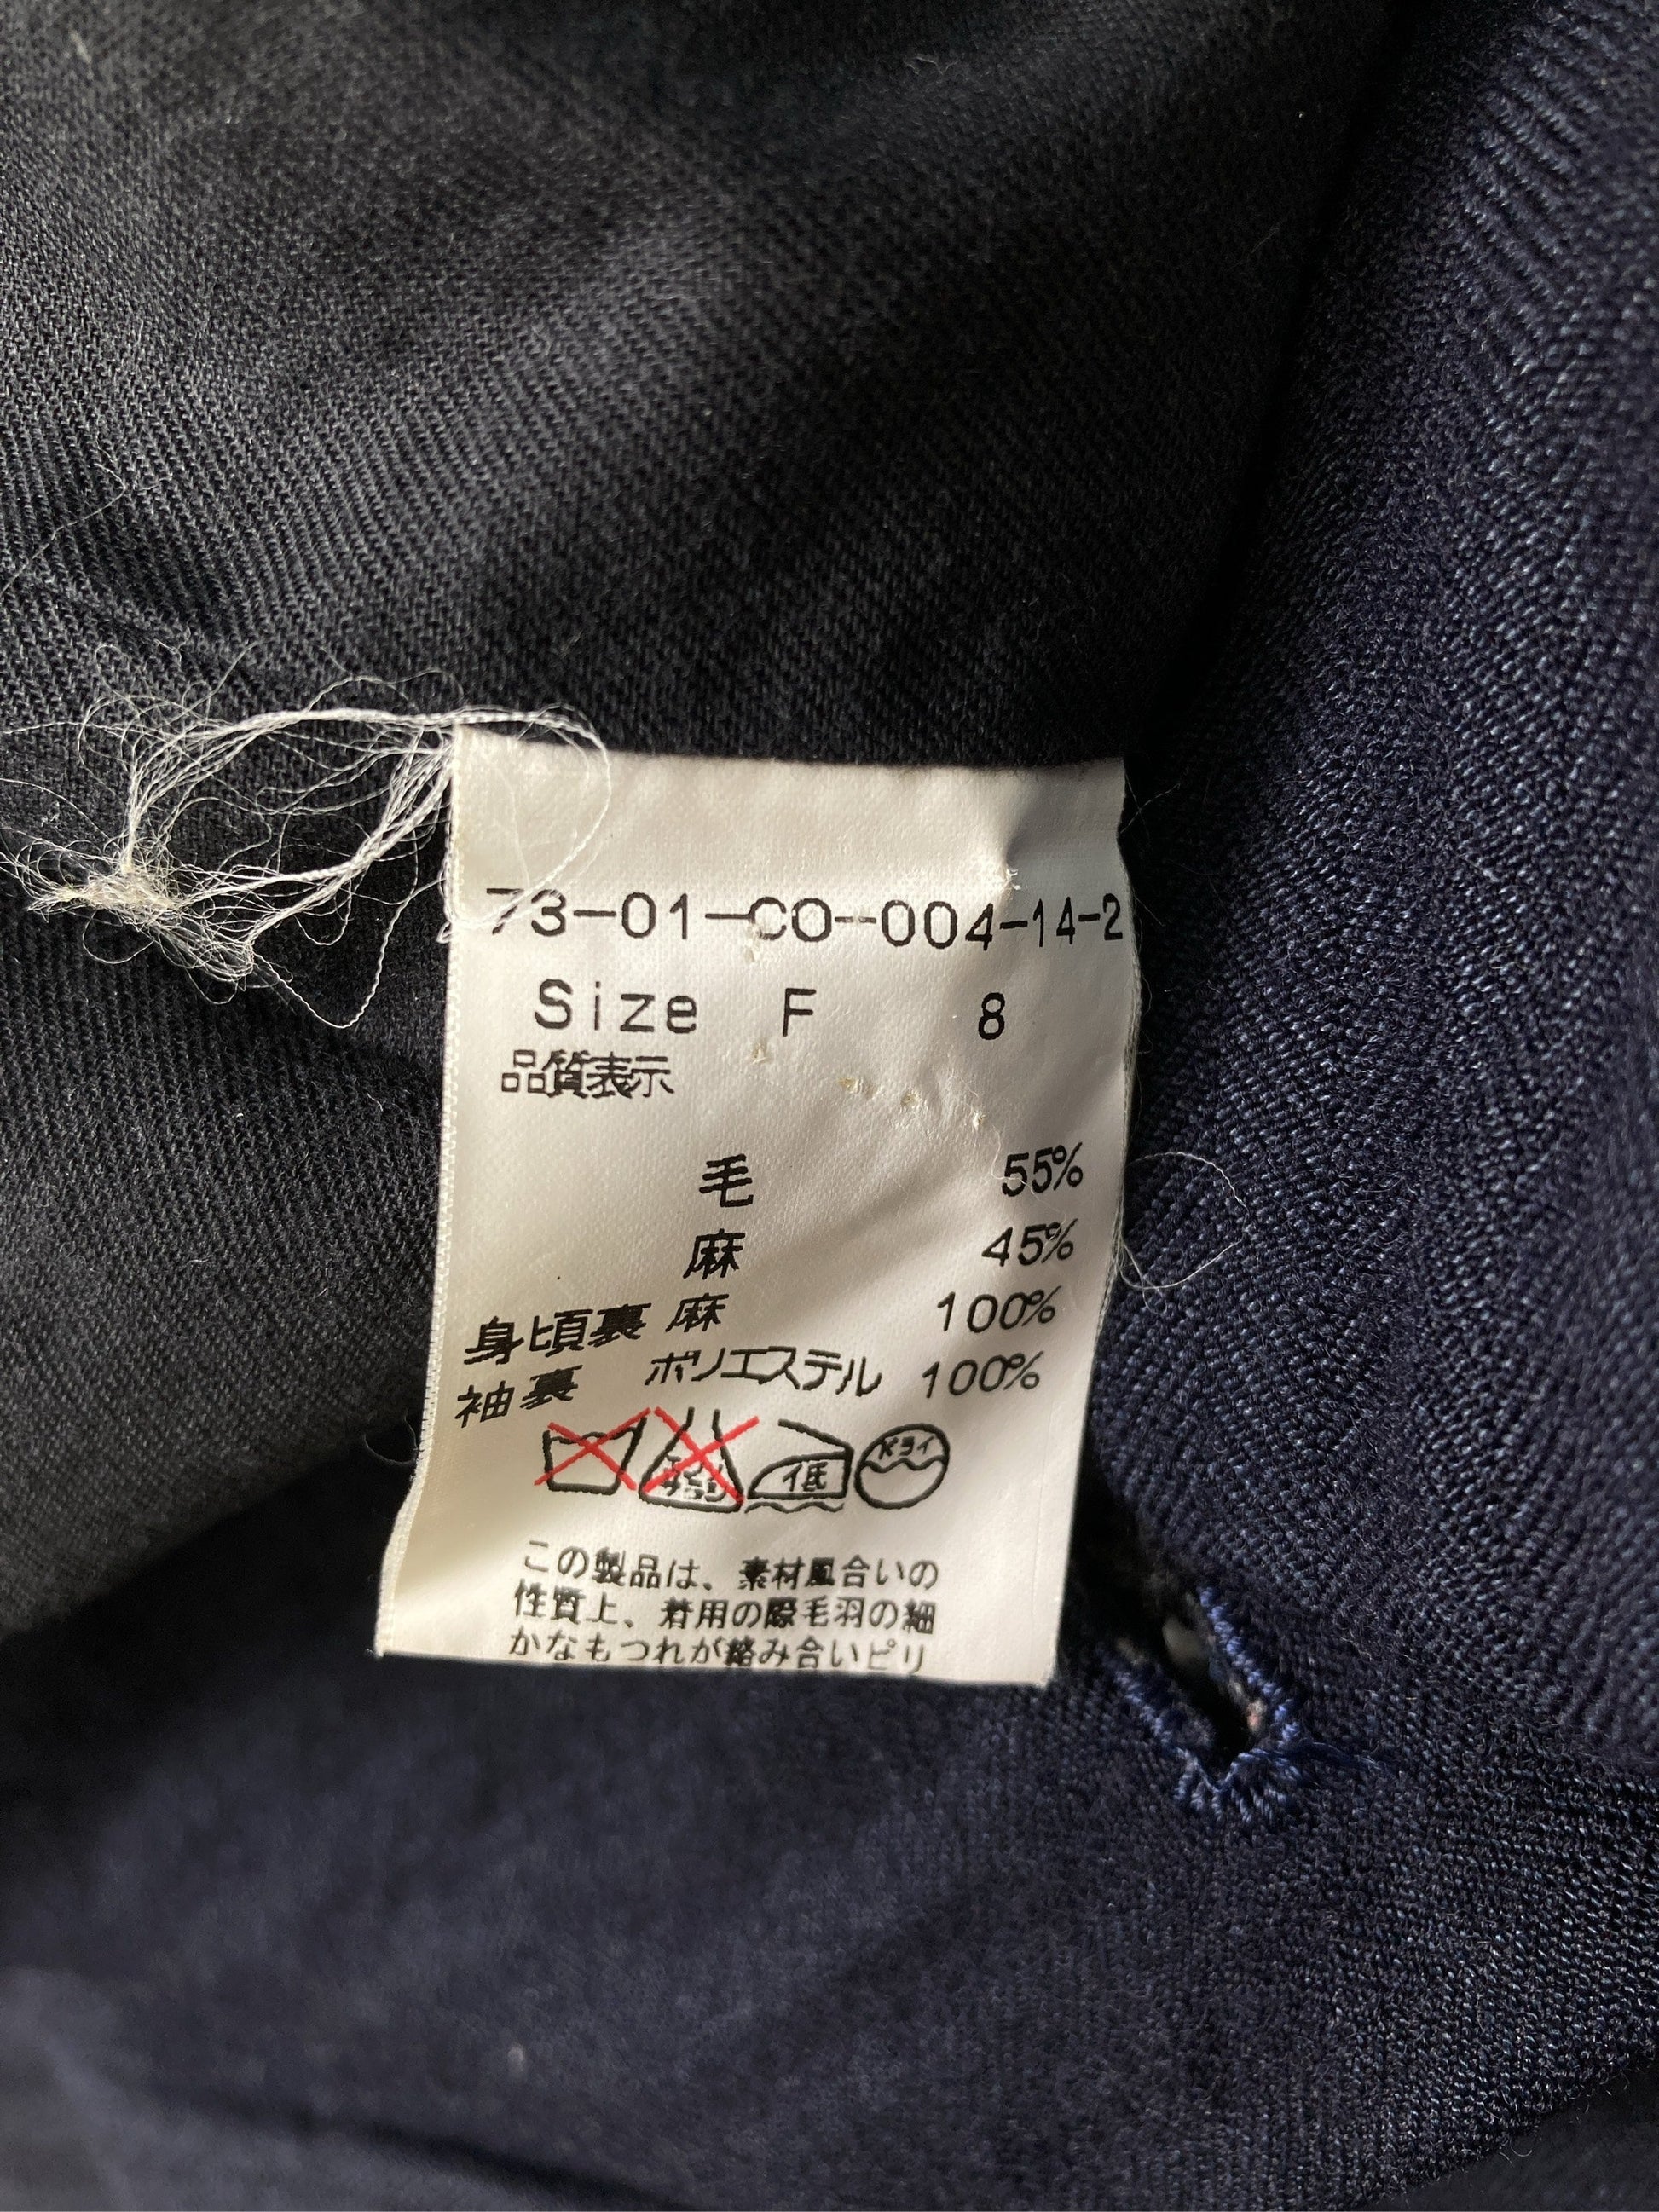 73-01-CO-004-14-2
Size F 8
品質表示
毛 55%
麻 45%
身頃裏 麻 100%
袖裏 ポリエステル 100%
低 ドライ
この製品は、素材風合いの
性質上、着用の際毛羽の細
かなもつれが絡み合いピリ